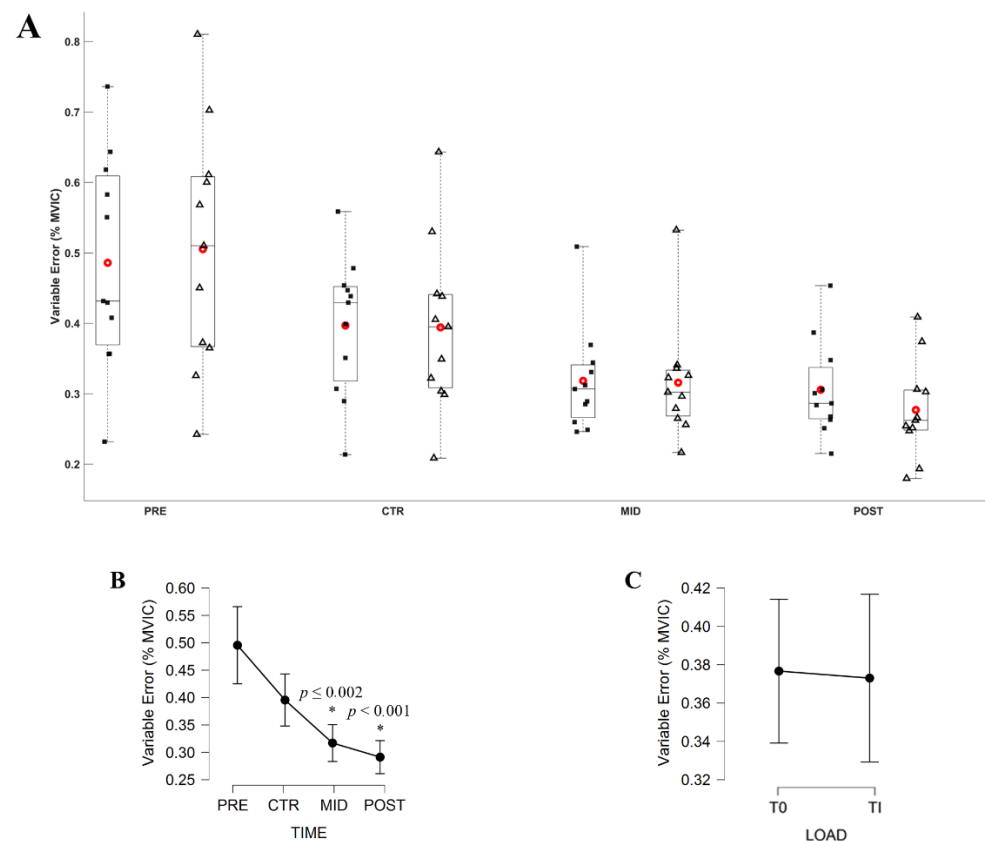 A
Variable Error (% MVIC)
0.8
0.7
0.6
0.5
0.4
0.3
0.2
PRE CTR MID POST
B
Variable Error (% MVIC)
0.60
0.55
0.50
0.45
0.40
0.35
0.30
0.25
p ≤ 0.002
*
p < 0.001
*
PRE CTR MID POST
TIME
C
Variable Error (% MVIC)
0.42
0.40
0.38
0.36
0.34
0.32
T0 TI
LOAD